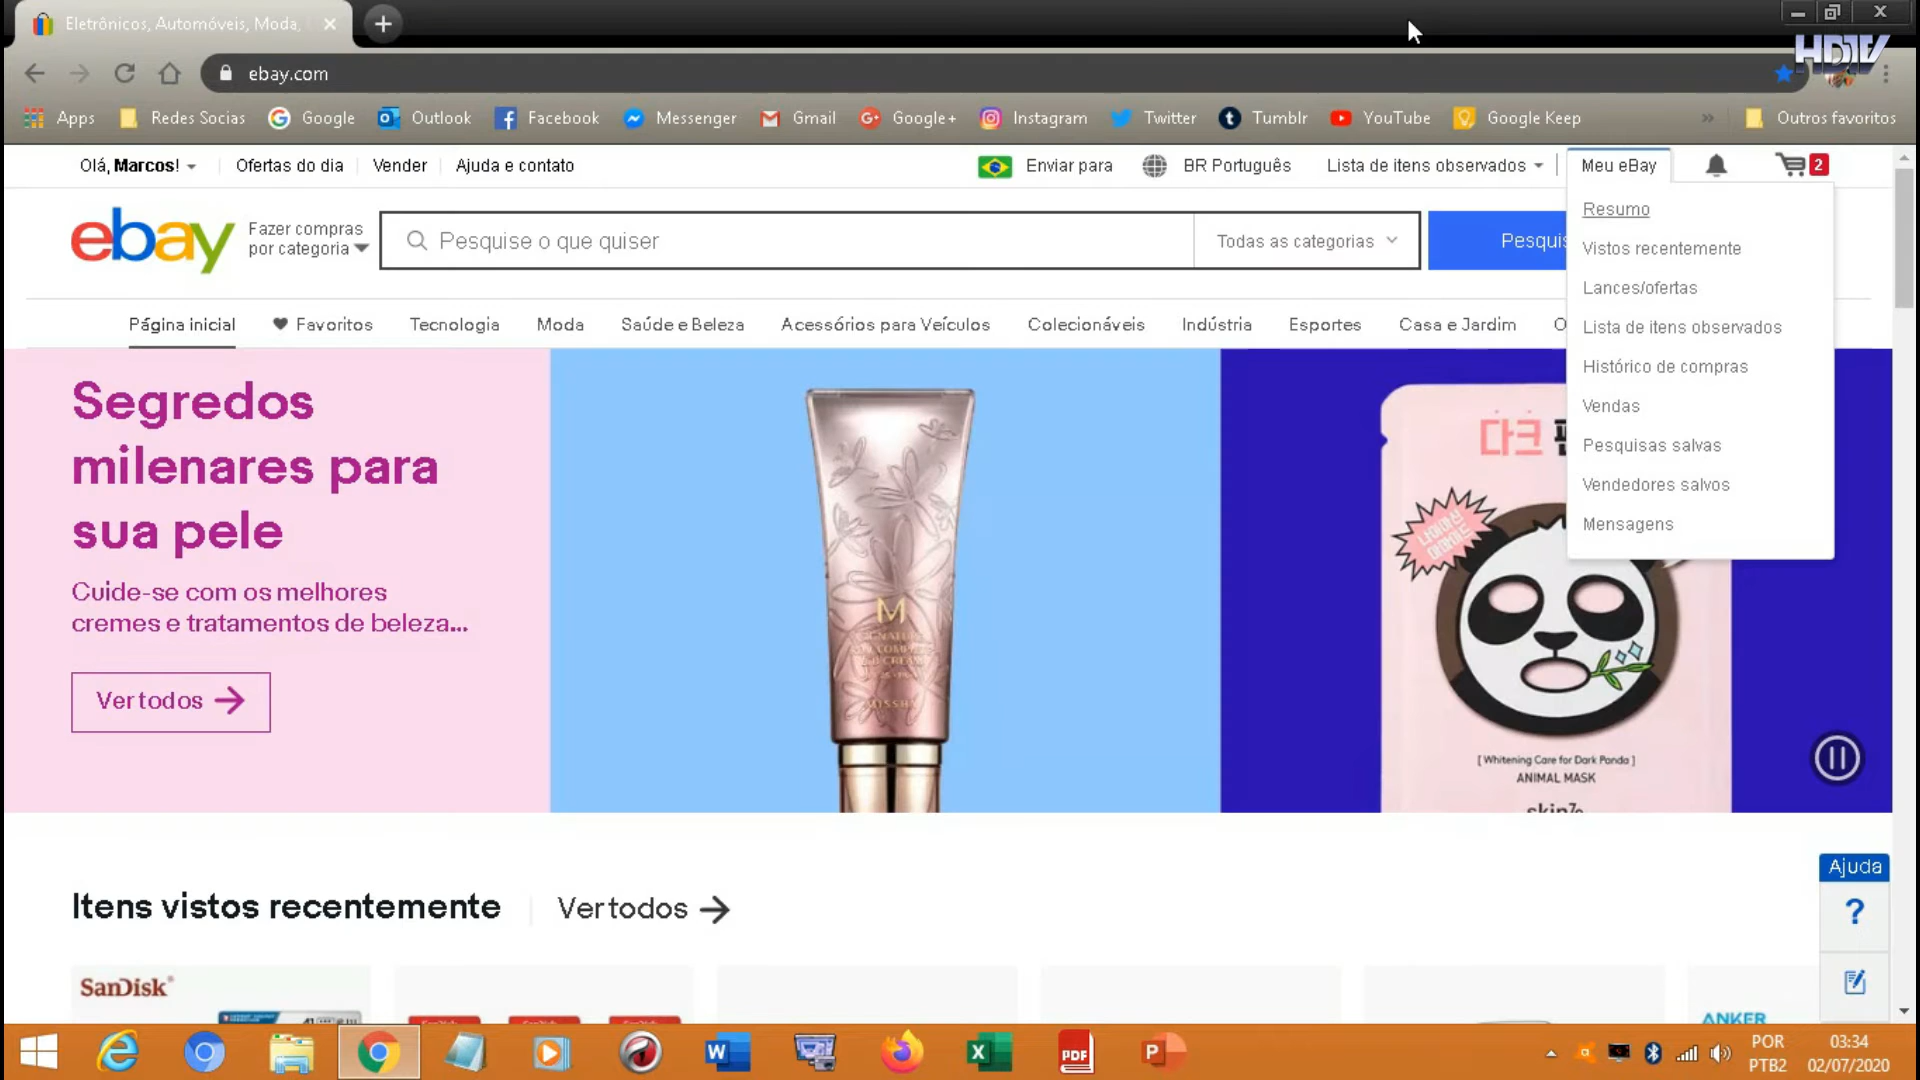 Eletrônicos, Automóveis, Moda,
HDTV
ebay.com
Apps Redes Socias Google Outlook Facebook Messenger Gmail Google+ Instagram Twitter Tumblr YouTube Google Keep » Outros favoritos
Olá, Marcos! Ofertas do dia Vender Ajuda e contato Enviar para BR Português Lista de itens observados Meu eBay 2
ebay Fazer compras por categoria Pesquise o que quiser Todas as categorias Pesquis
Resumo
Vistos recentemente
Lances/ofertas
Lista de itens observados
Histórico de compras
Vendas
Pesquisas salvas
Vendedores salvos
Mensagens
Página inicial Favoritos Tecnologia Moda Saúde e Beleza Acessórios para Veículos Colecionáveis Indústria Esportes Casa e Jardim O
Segredos
milenares para
sua pele
Cuide-se com os melhores
cremes e tratamentos de beleza...
Ver todos
M
MISSHA
다크
[ Whitening Care for Dark Panda ]
ANIMAL MASK
skin79
Ajuda
?
Itens vistos recentemente Ver todos
SanDisk
ANKER
W X PDF P
POR 03:34
PTB2 02/07/2020